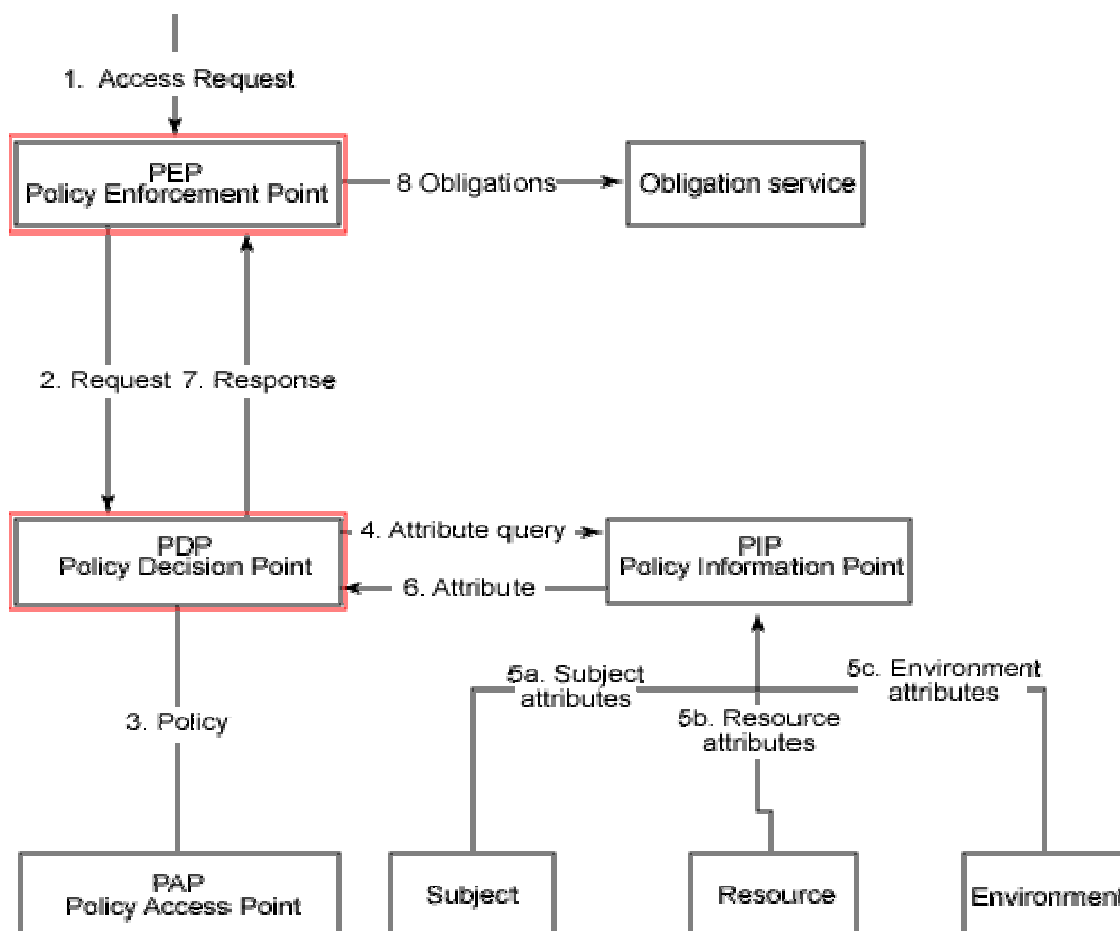 1. Access Request
PEP
Policy Enforcement Point
8 Obligations
Obligation service
2. Request
7. Response
PDP
Policy Decision Point
4. Attribute query
6. Attribute
PIP
Policy Information Point
5a. Subject
attributes
5b. Resource
attributes
5c. Environment
attributes
3. Policy
PAP
Policy Access Point
Subject
Resource
Environment